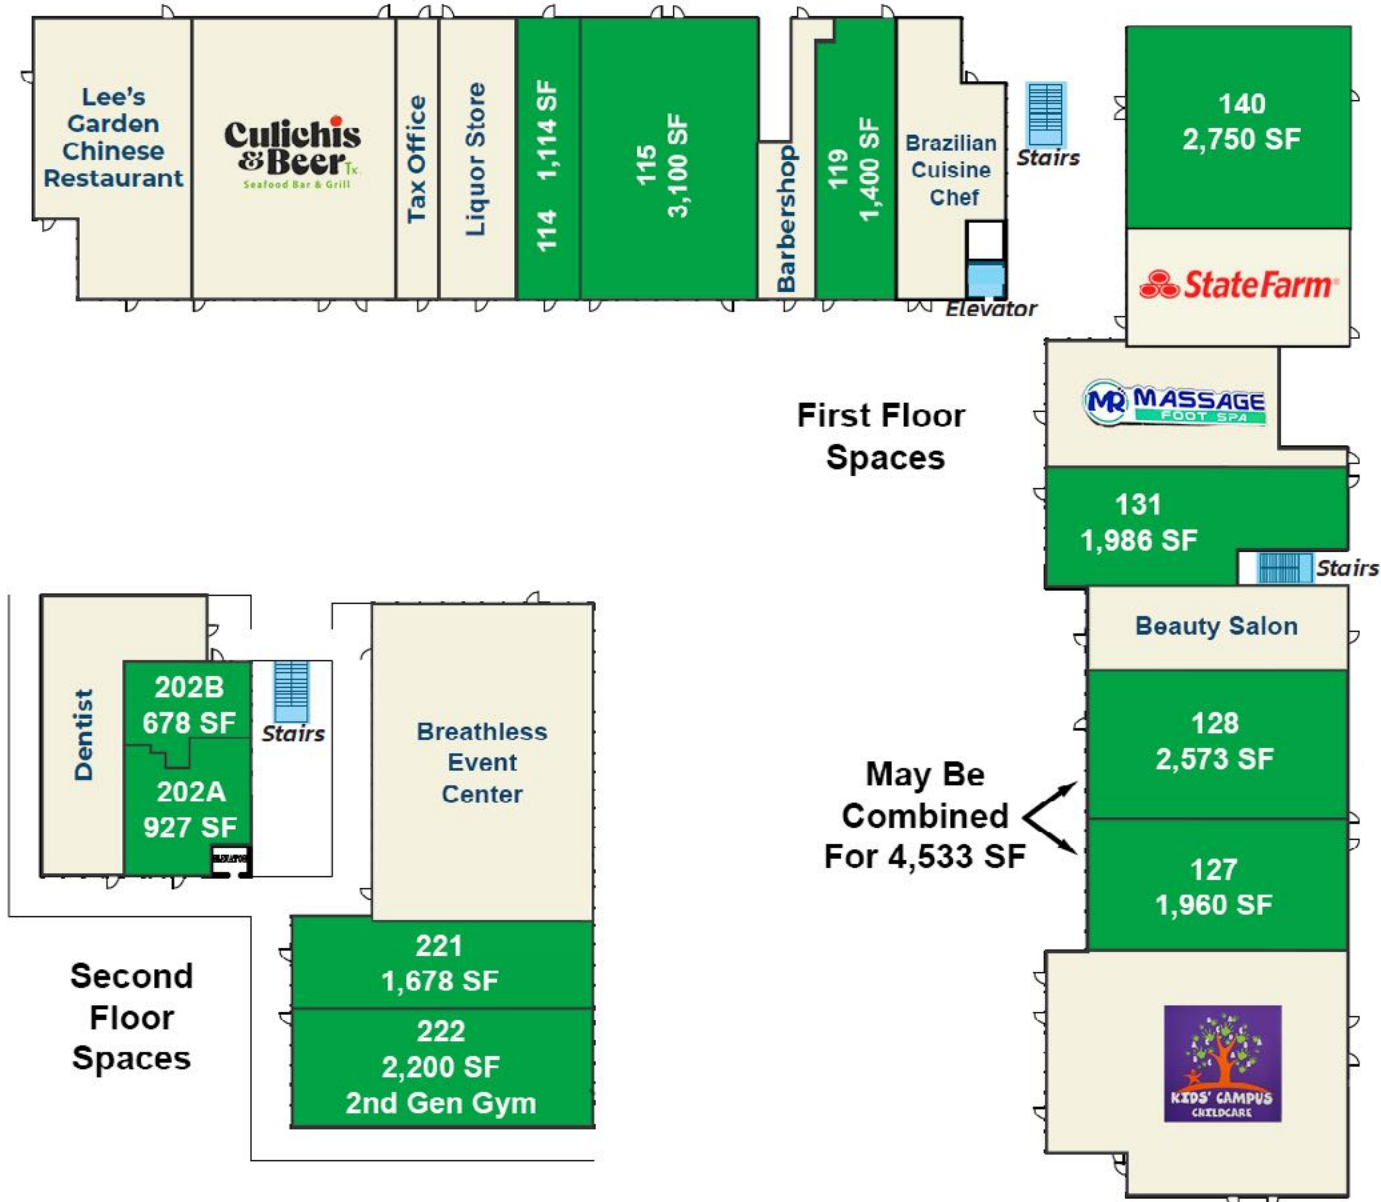 Lee's
Garden
Chinese
Restaurant
Culichis
&Beer Tx.
Seafood Bar & Grill
Tax Office
Liquor Store
114 1,114 SF
115
3,100 SF
Barbershop
119
1,400 SF
Brazilian
Cuisine
Chef
Elevator
Stairs
140
2,750 SF
StateFarm
MR MASSAGE
FOOT SPA
First Floor
Spaces
131
1,986 SF
Stairs
Beauty Salon
128
2,573 SF
May Be
Combined
For 4,533 SF
127
1,960 SF
KIDS' CAMPUS
CHILDCARE
Dentist
202B
678 SF
202A
927 SF
ELEVATOR
Stairs
Breathless
Event
Center
221
1,678 SF
222
2,200 SF
2nd Gen Gym
Second
Floor
Spaces